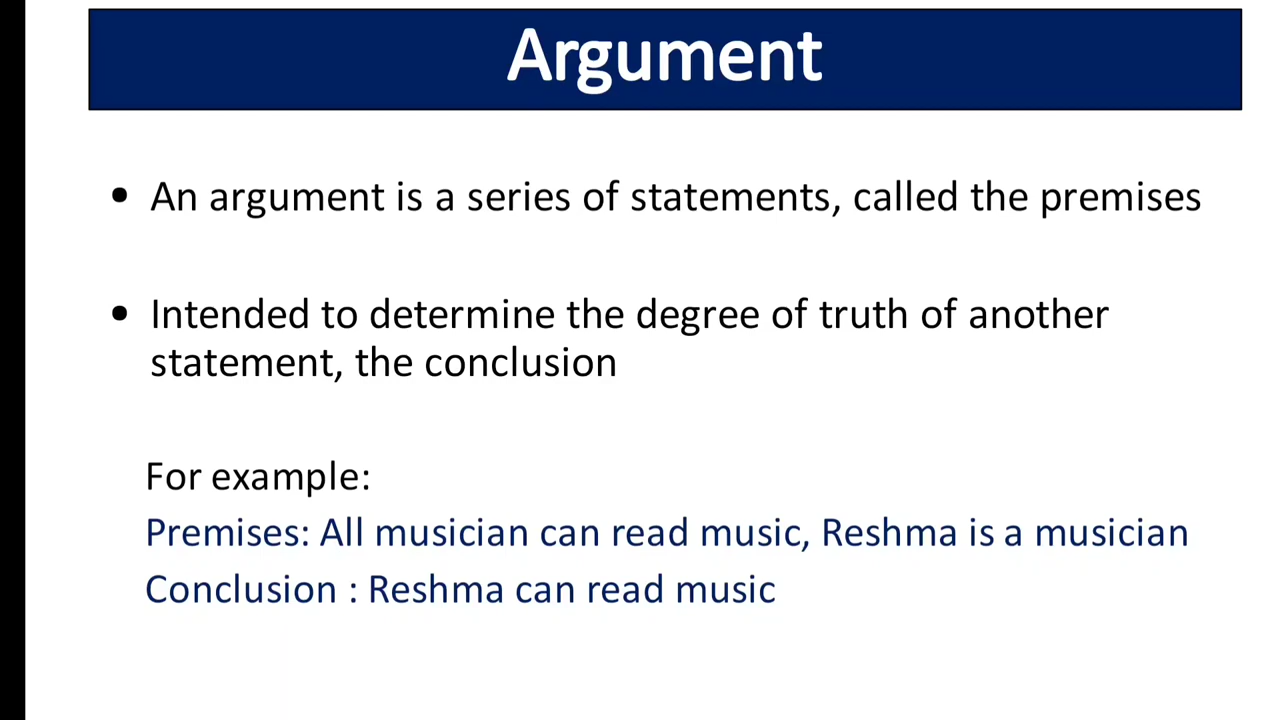 Argument
• An argument is a series of statements, called the premises
• Intended to determine the degree of truth of another
statement, the conclusion
For example:
Premises: All musician can read music, Reshma is a musician
Conclusion : Reshma can read music